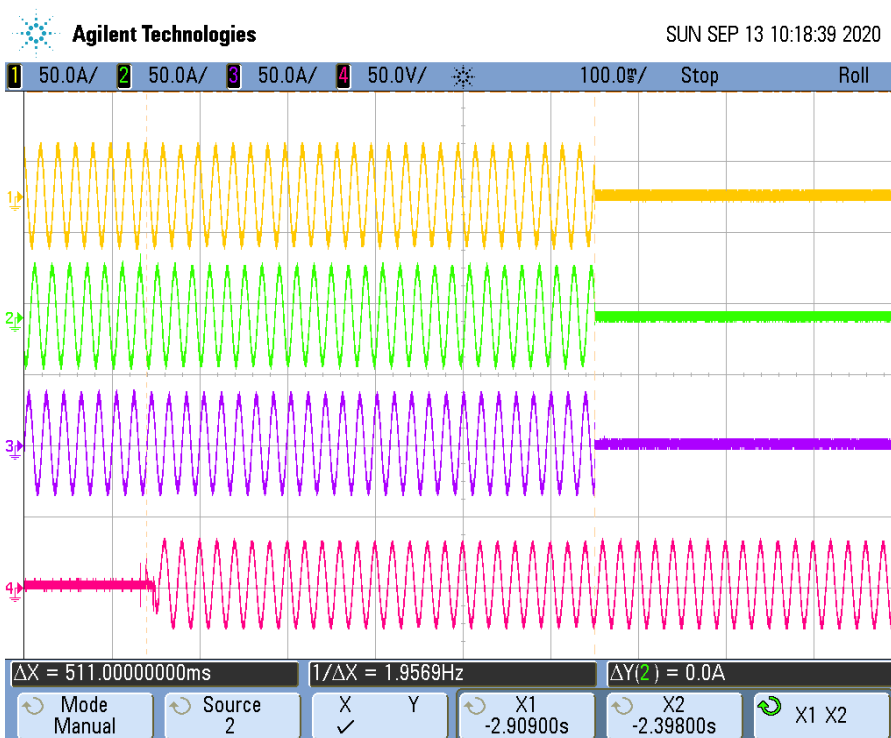 Agilent Technologies SUN SEP 13 10:18:39 2020
1 50.0A/ 2 50.0A/ 3 50.0A/ 4 50.0V/ 100.0ms/ Stop Roll
1
2
3
4
ΔX = 511.00000000ms 1/ΔX = 1.9569Hz ΔY(2) = 0.0A
Mode Source X Y X1 X2 X1 X2
Manual 2 ✓ -2.90900s -2.39800s